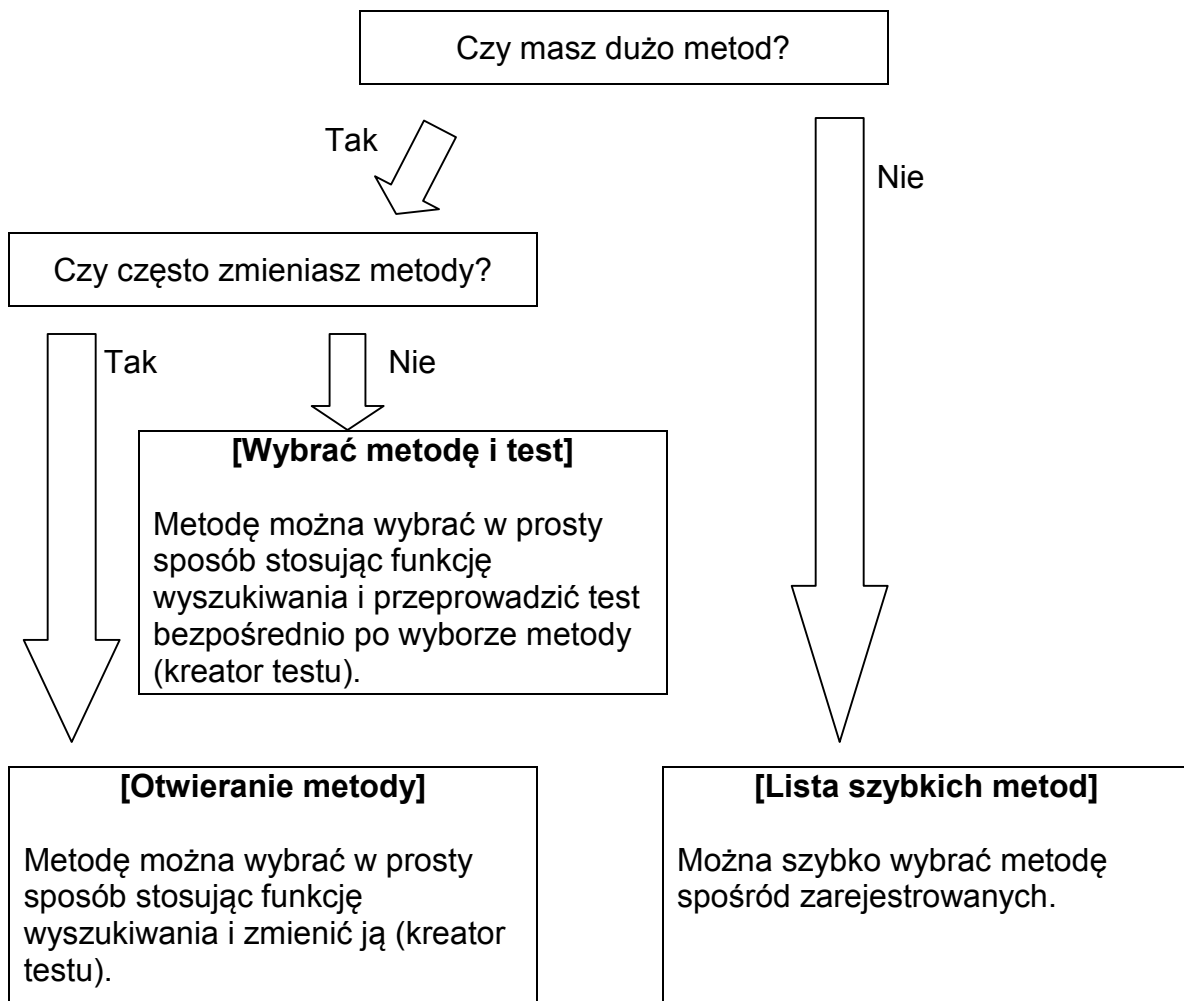 Czy masz dużo metod?
Tak
Nie
Czy często zmieniasz metody?
Tak
Nie
[Wybrać metodę i test]
Metodę można wybrać w prosty
sposób stosując funkcję
wyszukiwania i przeprowadzić test
bezpośrednio po wyborze metody
(kreator testu).
[Otwieranie metody]
Metodę można wybrać w prosty
sposób stosując funkcję
wyszukiwania i zmienić ją (kreator
testu).
[Lista szybkich metod]
Można szybko wybrać metodę
spośród zarejestrowanych.